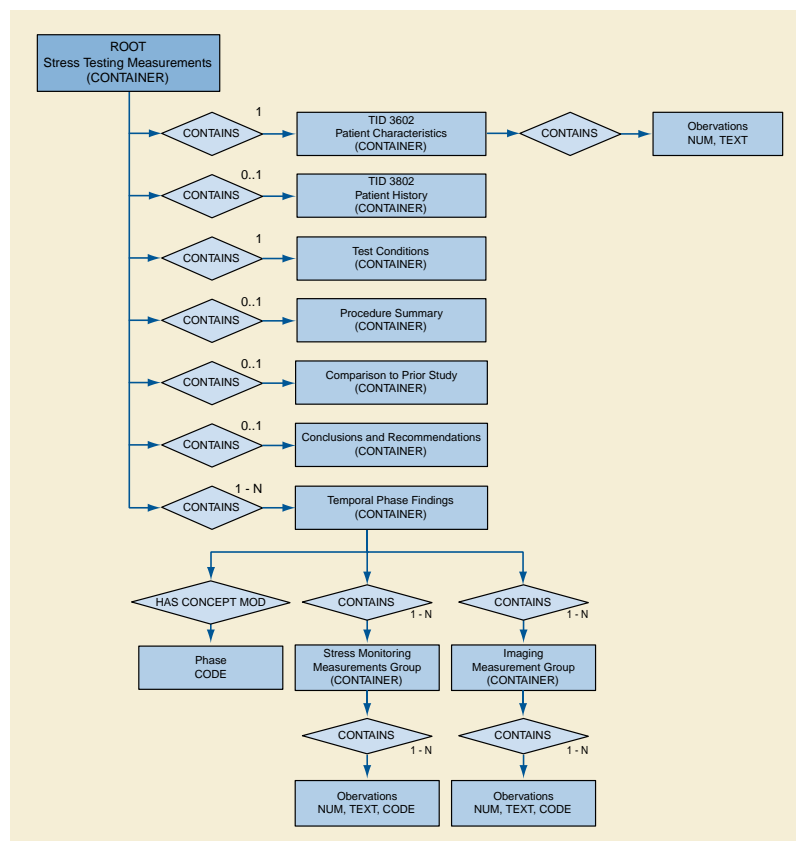 ROOT
Stress Testing Measurements
(CONTAINER)
1
CONTAINS
TID 3602
Patient Characteristics
(CONTAINER)
CONTAINS
Obervations
NUM, TEXT
0..1
CONTAINS
TID 3802
Patient History
(CONTAINER)
1
CONTAINS
Test Conditions
(CONTAINER)
0..1
CONTAINS
Procedure Summary
(CONTAINER)
0..1
CONTAINS
Comparison to Prior Study
(CONTAINER)
0..1
CONTAINS
Conclusions and Recommendations
(CONTAINER)
1 - N
CONTAINS
Temporal Phase Findings
(CONTAINER)
HAS CONCEPT MOD
CONTAINS
1 - N
CONTAINS
1 - N
Phase
CODE
Stress Monitoring
Measurements Group
(CONTAINER)
Imaging
Measurement Group
(CONTAINER)
CONTAINS
1 - N
CONTAINS
1 - N
Obervations
NUM, TEXT, CODE
Obervations
NUM, TEXT, CODE